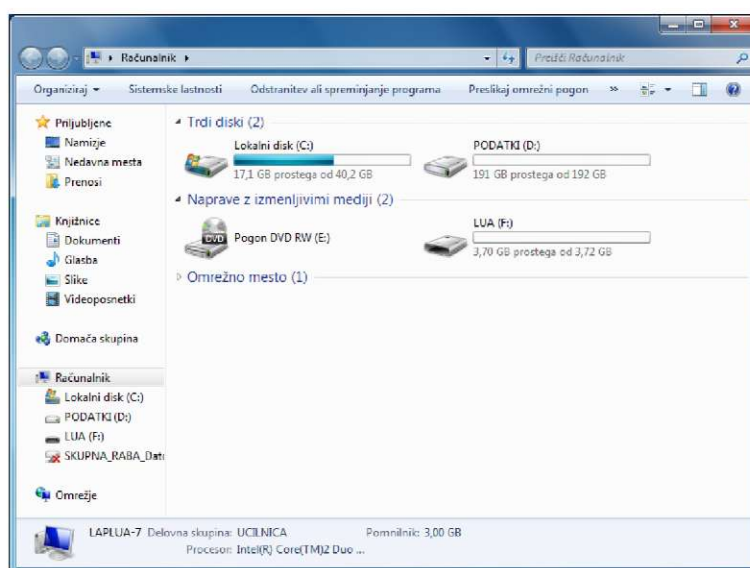 Računalnik
Prešči Računalnik
Organiziraj
Sistemske lastnosti
Odstranitev ali spreminjanje programa
Preslikaj omrežni pogon
»
Priljubljene
Namizje
Nedavna mesta
Prenosi
Knjižnice
Dokumenti
Glasba
Slike
Videoposnetki
Domača skupina
Računalnik
Lokalni disk (C:)
PODATKI (D:)
LUA (F:)
SKUPNA_RABA_Dat
Omrežje
Trdi diski (2)
Lokalni disk (C:)
17,1 GB prostega od 40,2 GB
PODATKI (D:)
191 GB prostega od 192 GB
Naprave z izmenljivimi mediji (2)
DVD
Pogon DVD RW (E:)
LUA (F:)
3,70 GB prostega od 3,72 GB
Omrežno mesto (1)
LAPLUA-7 Delovna skupina: UCILNICA Pomnilnik: 3,00 GB
Procesor: Intel(R) Core(TM)2 Duo ...